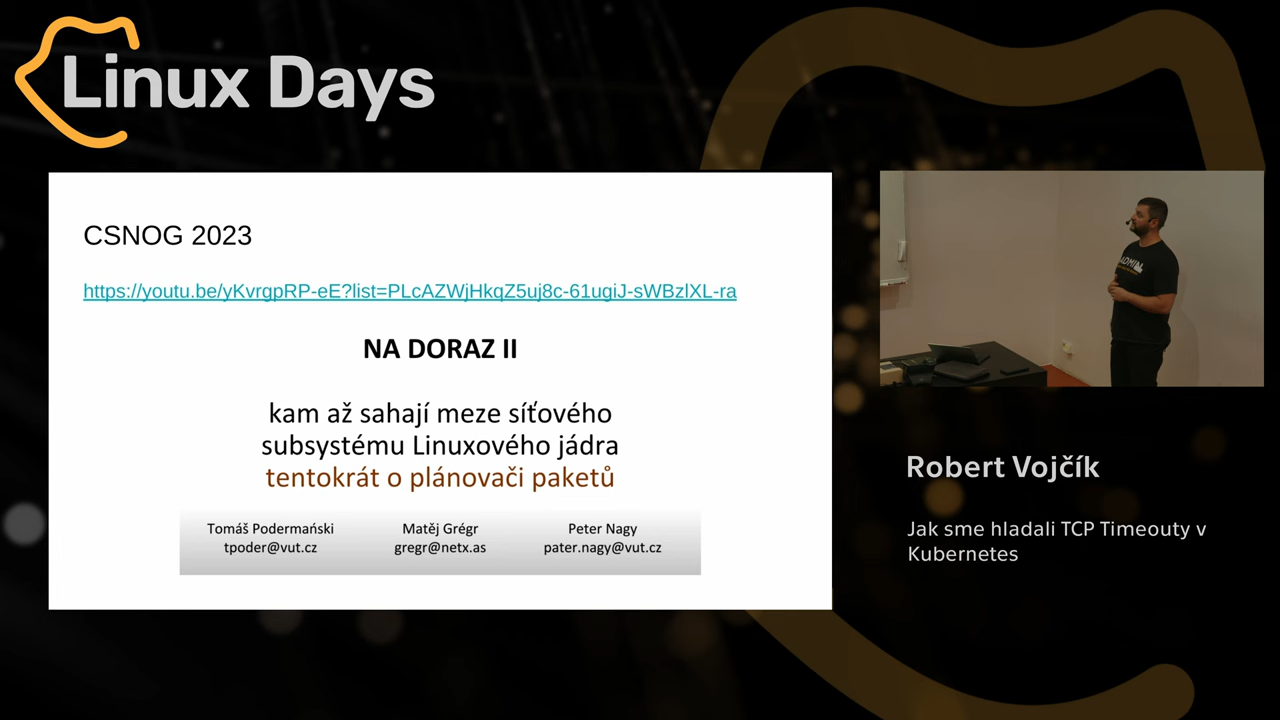 Linux Days
CSNOG 2023
https://youtu.be/yKvrgpRP-eE?list=PLcAZWjHkqZ5uj8c-61ugiJ-sWBzlXL-ra
NA DORAZ II
kam až sahají meze síťového
subsystému Linuxového jádra
tentokrát o plánovači paketů
Tomáš Podermański
tpoder@vut.cz
Matěj Grégr
gregr@netx.as
Peter Nagy
pater.nagy@vut.cz
Robert Vojčík
Jak sme hladali TCP Timeouty v
Kubernetes